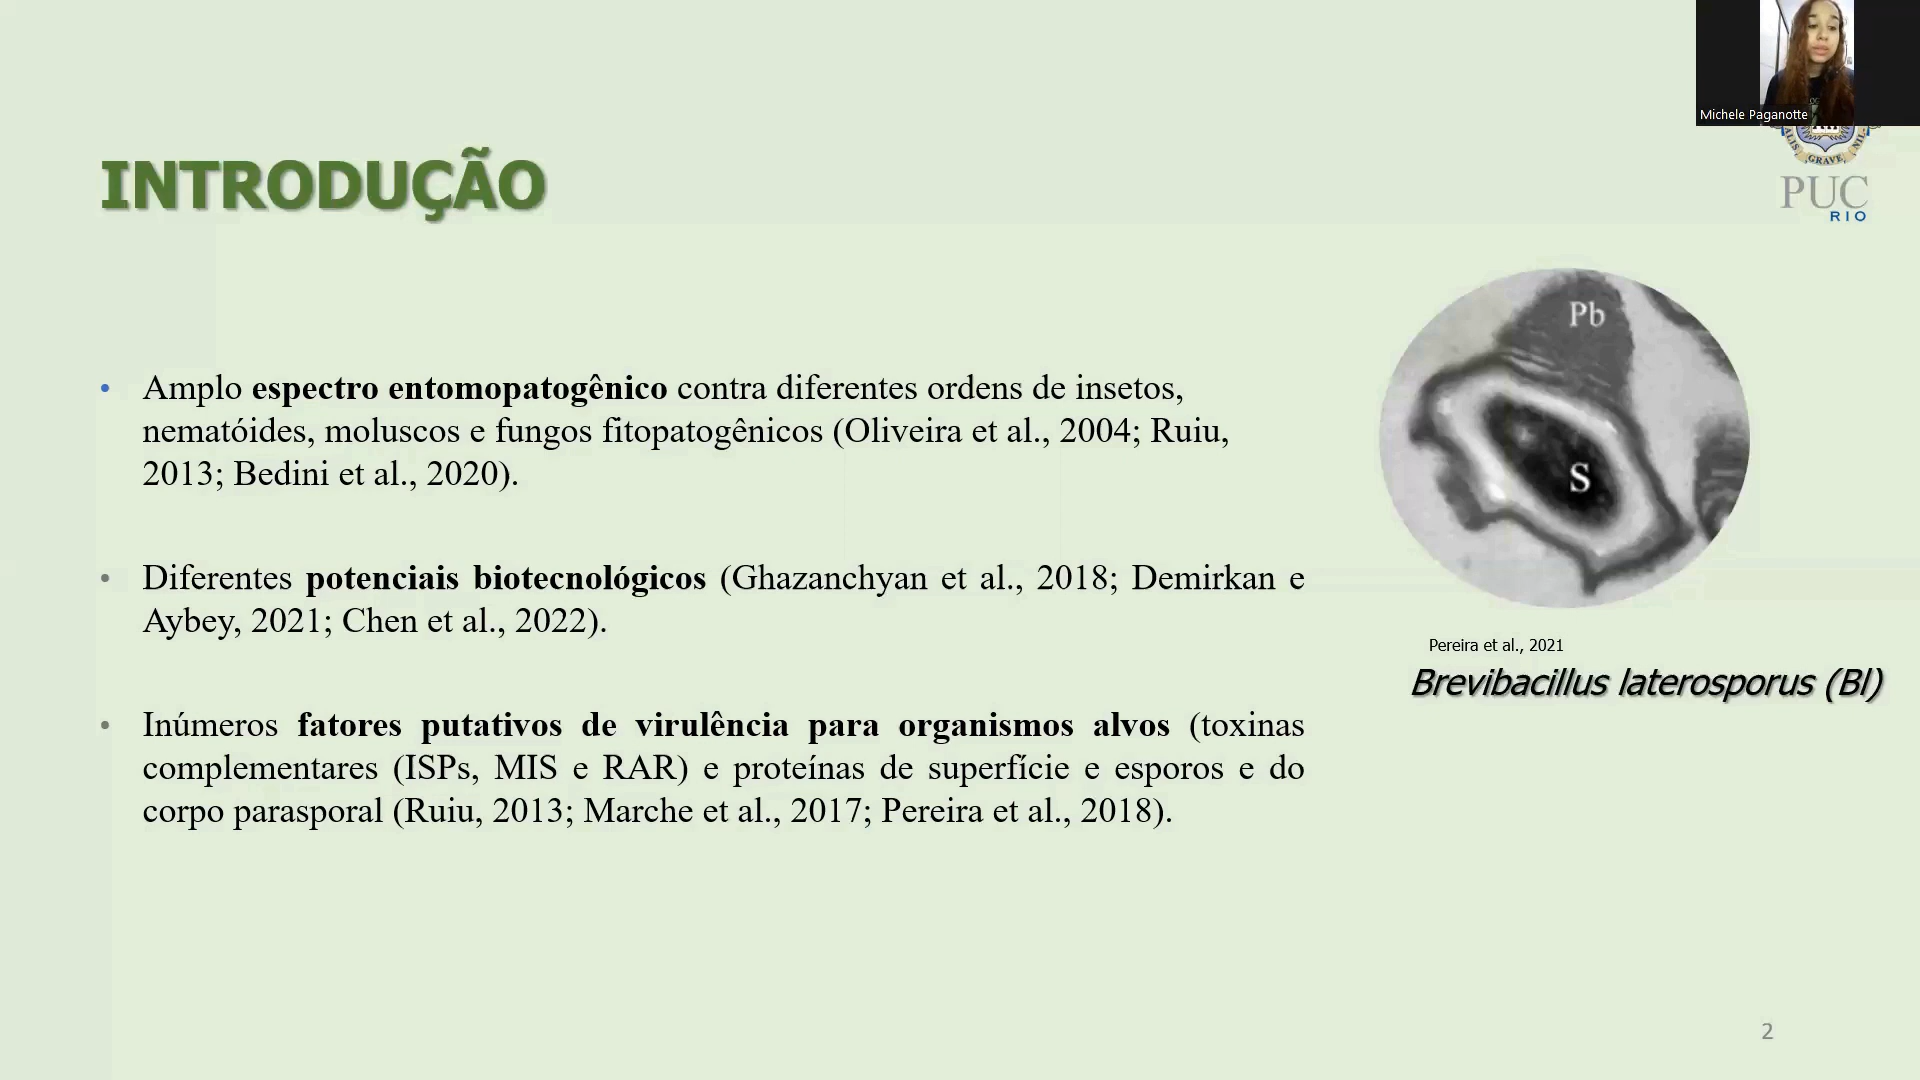 Michele Paganotte
ALIS GRAVE NIL
PUC
RIO
INTRODUÇÃO
• Amplo espectro entomopatogênico contra diferentes ordens de insetos,
nematóides, moluscos e fungos fitopatogênicos (Oliveira et al., 2004; Ruiu,
2013; Bedini et al., 2020).
• Diferentes potenciais biotecnológicos (Ghazanchyan et al., 2018; Demirkan e
Aybey, 2021; Chen et al., 2022).
• Inúmeros fatores putativos de virulência para organismos alvos (toxinas
complementares (ISPs, MIS e RAR) e proteínas de superfície e esporos e do
corpo parasporal (Ruiu, 2013; Marche et al., 2017; Pereira et al., 2018).
Pb
S
Pereira et al., 2021
Brevibacillus laterosporus (Bl)
2